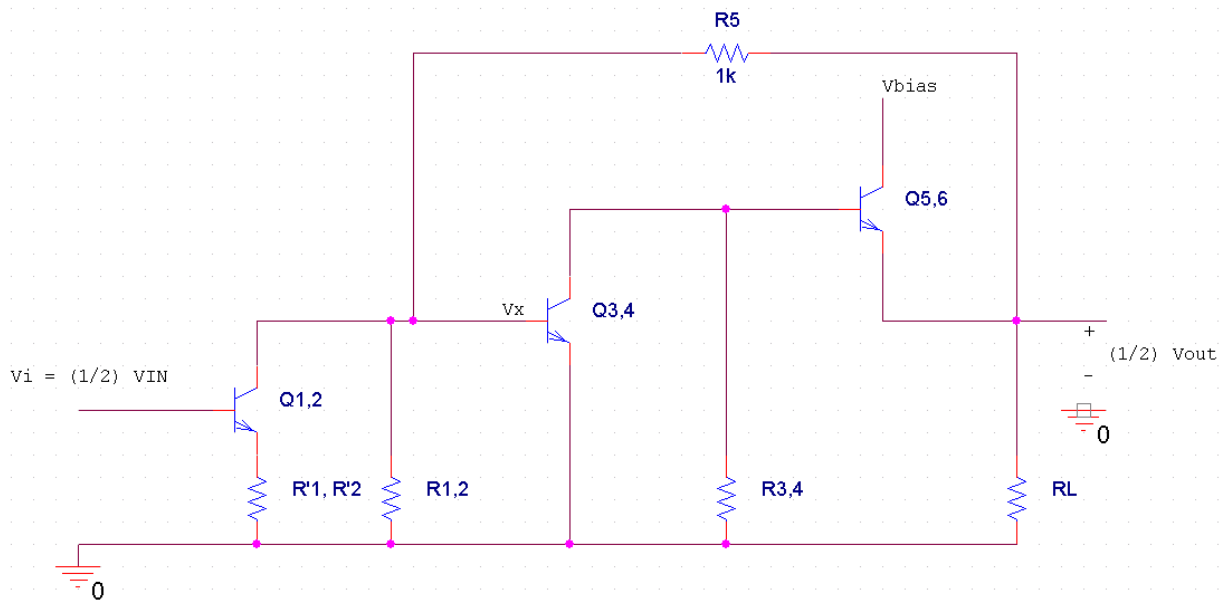 R5
1k
Vbias
Q5,6
Vx
Q3,4
+
(1/2) Vout
-
Vi = (1/2) VIN
Q1,2
0
R'1, R'2
R1,2
R3,4
RL
0